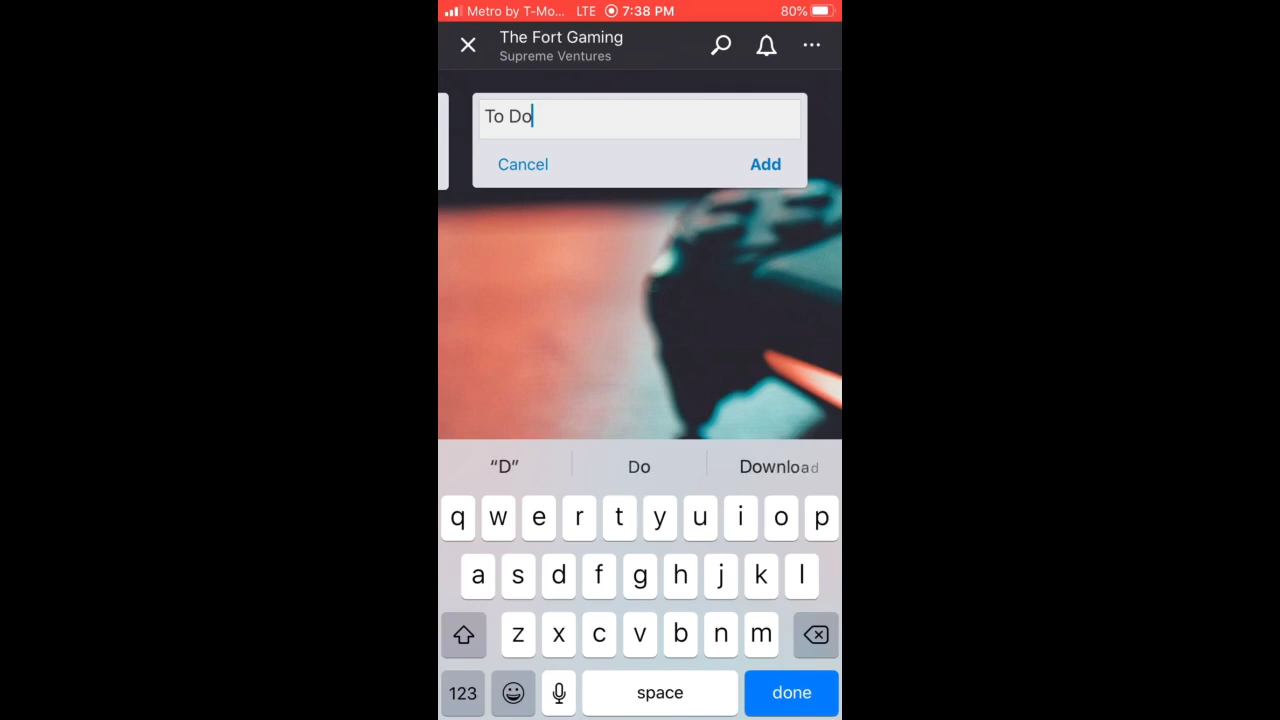 Metro by T-Mo... LTE 7:38 PM 80%
The Fort Gaming
Supreme Ventures
To Do
Cancel Add
“D” Do Download
q w e r t y u i o p
a s d f g h j k l
z x c v b n m
123 space done